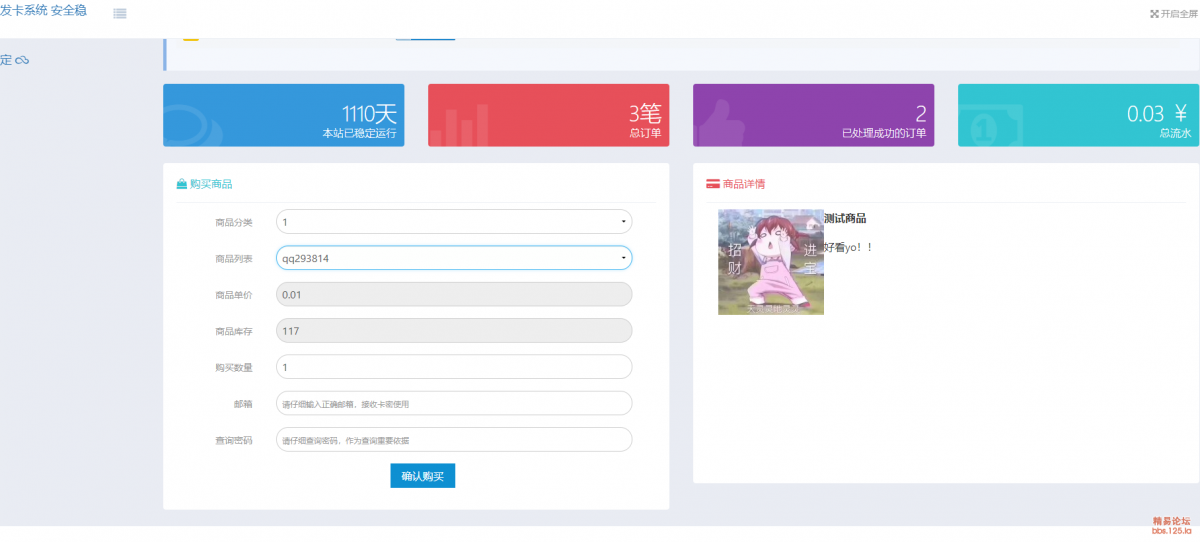 发卡系统 安全稳
开启全屏
定
1110天
本站已稳定运行
3笔
总订单
2
已处理成功的订单
0.03 ￥
总流水
购买商品
商品分类
1
商品列表
qq293814
商品单价
0.01
商品库存
117
购买数量
1
邮箱
请仔细输入正确邮箱，接收卡密使用
查询密码
请仔细查询密码，作为查询重要依据
确认购买
商品详情
招财
进宝
测试商品
好看yo！！
精易论坛
bbs.125.la